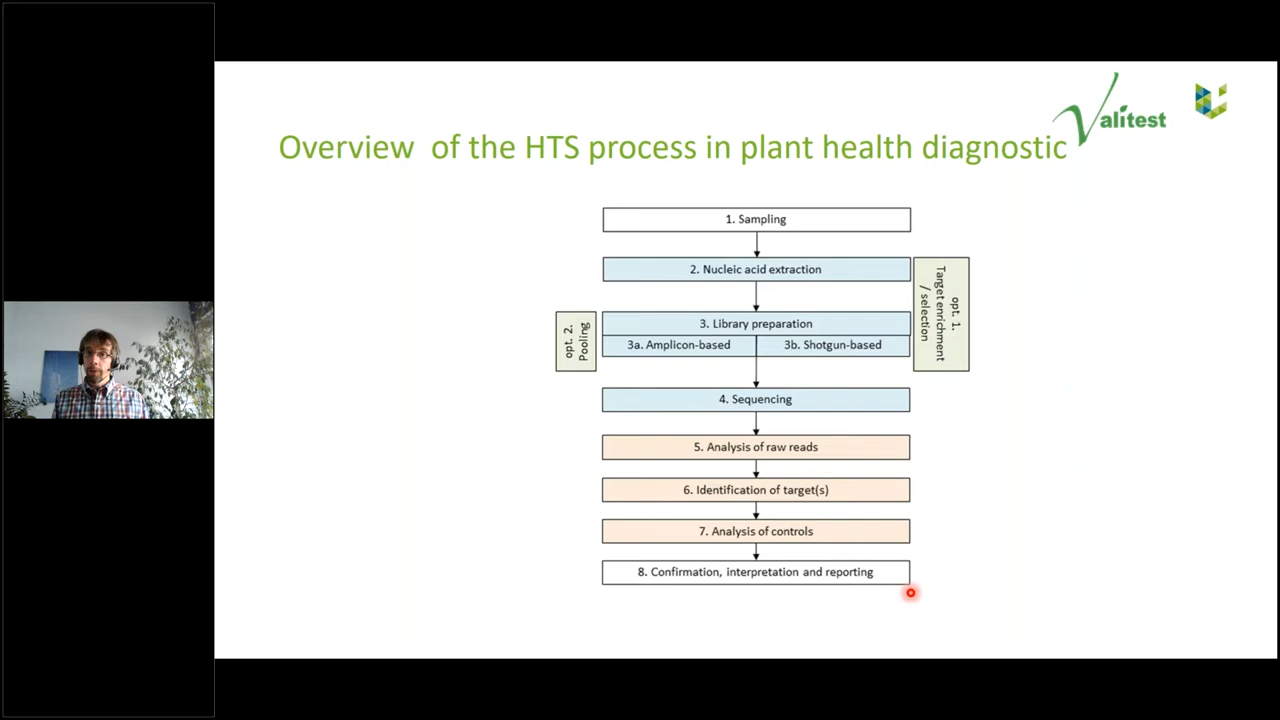 Valitest
Overview of the HTS process in plant health diagnostic
1. Sampling
2. Nucleic acid extraction
opt. 1.
Target enrichment
/ selection
3. Library preparation
3a. Amplicon-based
3b. Shotgun-based
opt. 2.
Pooling
4. Sequencing
5. Analysis of raw reads
6. Identification of target(s)
7. Analysis of controls
8. Confirmation, interpretation and reporting